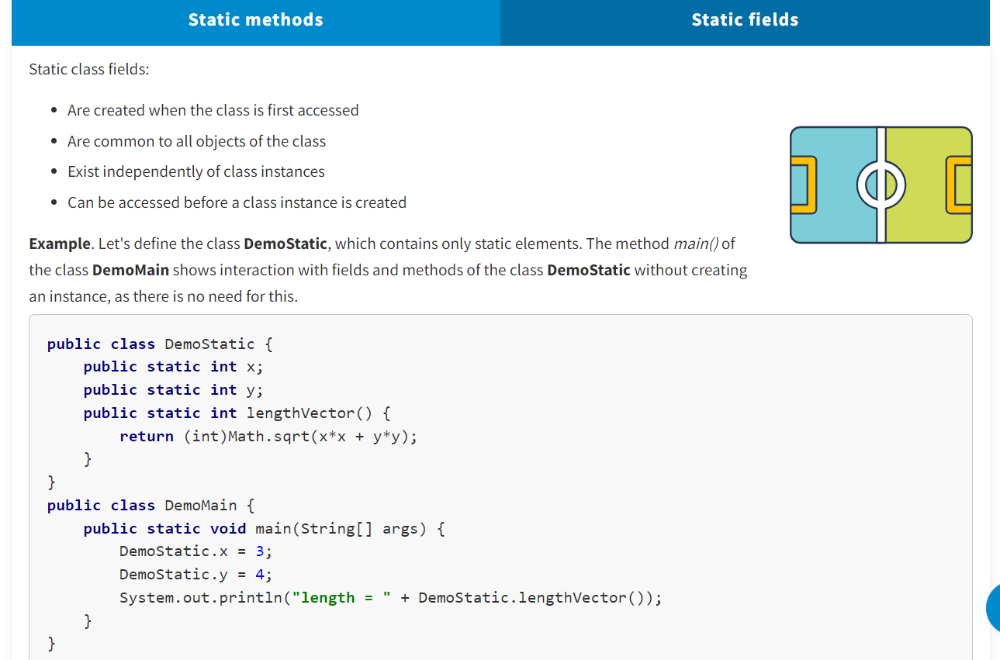 Static methods
Static fields
Static class fields:
Are created when the class is first accessed
Are common to all objects of the class
Exist independently of class instances
Can be accessed before a class instance is created
Example. Let's define the class DemoStatic, which contains only static elements. The method main() of
the class DemoMain shows interaction with fields and methods of the class DemoStatic without creating
an instance, as there is no need for this.
public class DemoStatic {
    public static int x;
    public static int y;
    public static int lengthVector() {
        return (int)Math.sqrt(x*x + y*y);
    }
}
public class DemoMain {
    public static void main(String[] args) {
        DemoStatic.x = 3;
        DemoStatic.y = 4;
        System.out.println("length = " + DemoStatic.lengthVector());
    }
}